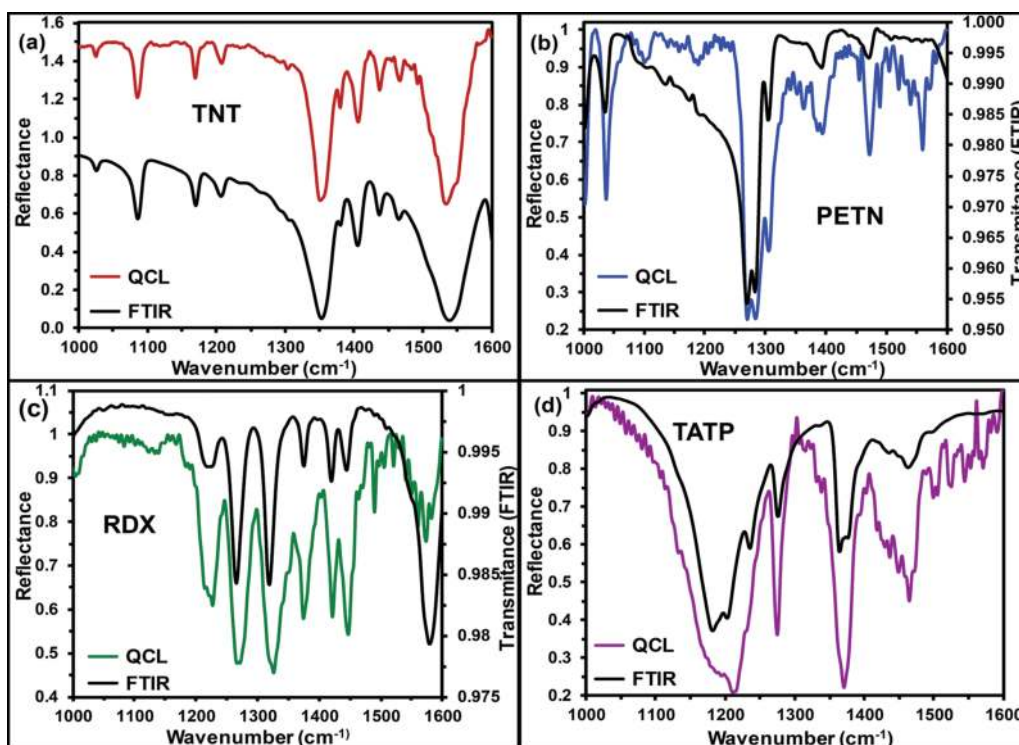 (a)
TNT
QCL
FTIR
Reflectance
1.6
1.4
1.2
1.0
0.8
0.6
0.4
0.2
0.0
1000 1100 1200 1300 1400 1500 1600
Wavenumber (cm-1)
(b)
PETN
QCL
FTIR
Reflectance
1
0.9
0.8
0.7
0.6
0.5
0.4
0.3
0.2
Transmitance (FTIR)
1.000
0.995
0.990
0.985
0.980
0.975
0.970
0.965
0.960
0.955
0.950
1000 1100 1200 1300 1400 1500 1600
Wavenumber (cm-1)
(c)
RDX
QCL
FTIR
Reflectance
1.1
1
0.9
0.8
0.7
0.6
0.5
0.4
Transmitance (FTIR)
1
0.995
0.99
0.985
0.98
0.975
1000 1100 1200 1300 1400 1500 1600
Wavenumber (cm-1)
(d)
TATP
QCL
FTIR
Reflectance
1
0.9
0.8
0.7
0.6
0.5
0.4
0.3
0.2
1000 1100 1200 1300 1400 1500 1600
Wavenumber (cm-1)